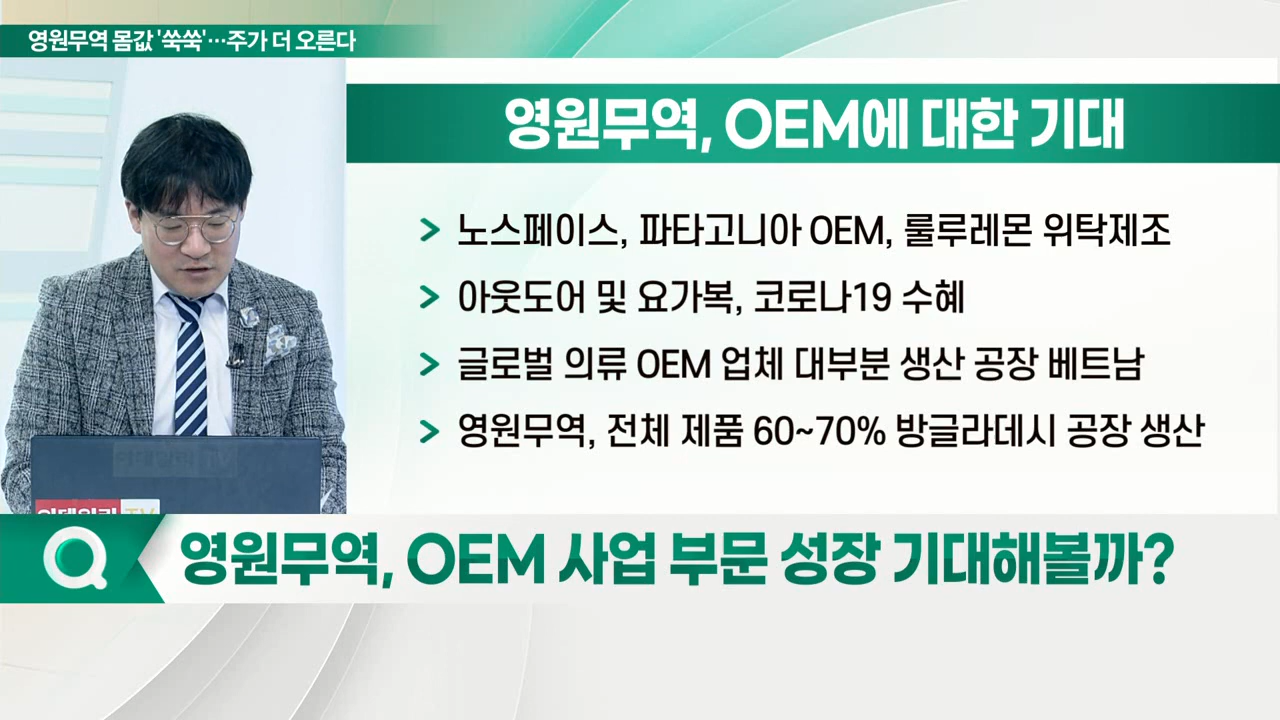 영원무역 몸값 '쑥쑥'…주가 더 오른다
영원무역, OEM에 대한 기대
> 노스페이스, 파타고니아 OEM, 룰루레몬 위탁제조
> 아웃도어 및 요가복, 코로나19 수혜
> 글로벌 의류 OEM 업체 대부분 생산 공장 베트남
> 영원무역, 전체 제품 60~70% 방글라데시 공장 생산
이데일리 TV
영원무역, OEM 사업 부문 성장 기대해볼까?